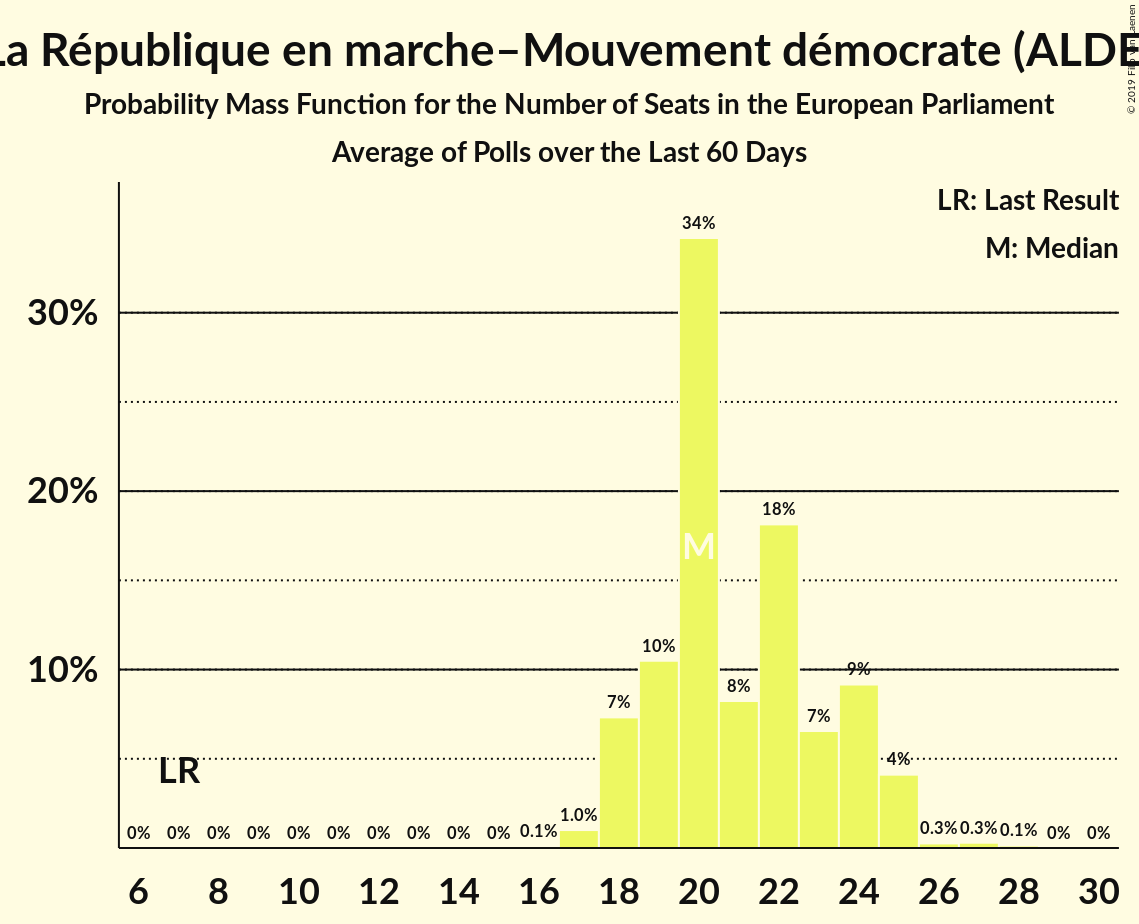 La République en marche–Mouvement démocrate (ALDE
© 2019 Filip van Laenen
Probability Mass Function for the Number of Seats in the European Parliament
Average of Polls over the Last 60 Days
LR: Last Result
M: Median
34%
30%
20%
18%
M
10%
10%
9%
8%
7%
7%
LR
4%
0% 0% 0% 0% 0% 0% 0% 0% 0% 0% 0.1% 1.0% 0.3% 0.3% 0.1% 0% 0%
6 8 10 12 14 16 18 20 22 24 26 28 30